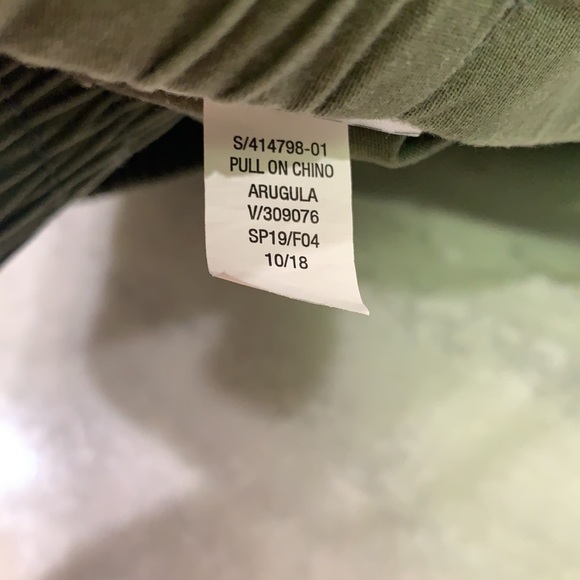 S/414798-01
PULL ON CHINO
ARUGULA
V/309076
SP19/F04
10/18